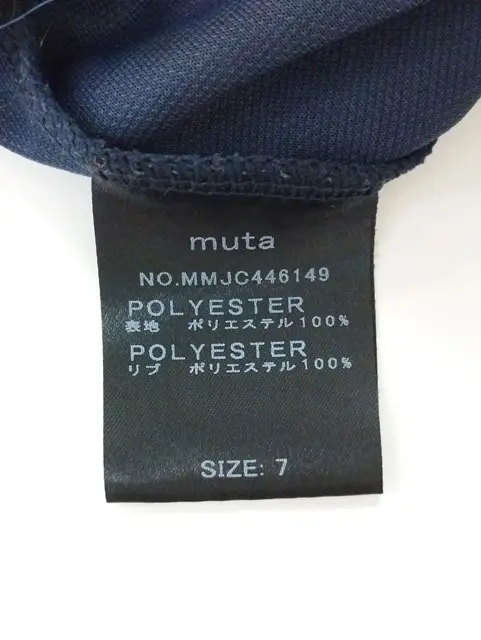 muta
NO.MMJC446149
POLYESTER
表地 ポリエステル100%
POLYESTER
リブ ポリエステル100%
SIZE: 7